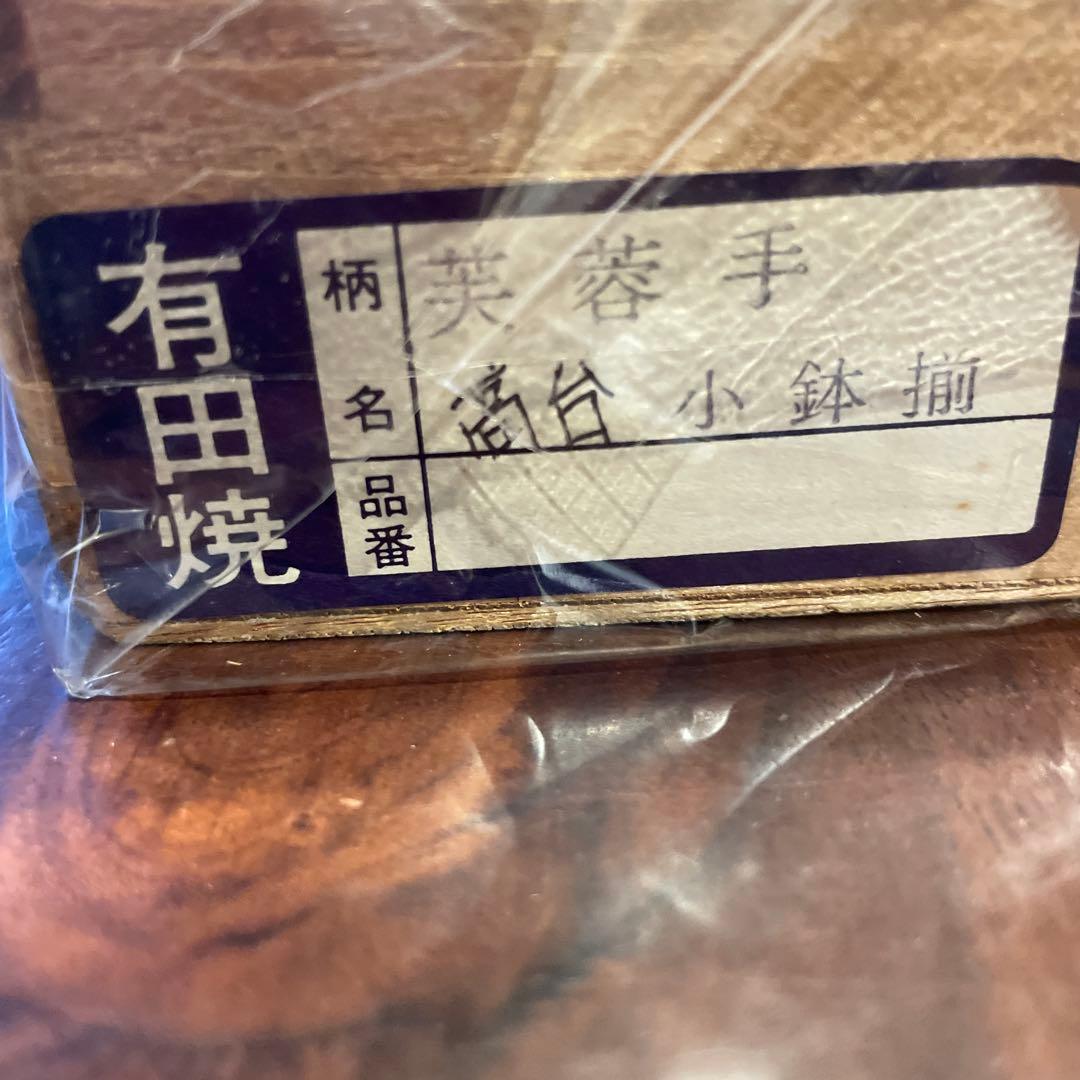 有田焼
柄名
芙蓉手
高台小鉢揃
品番